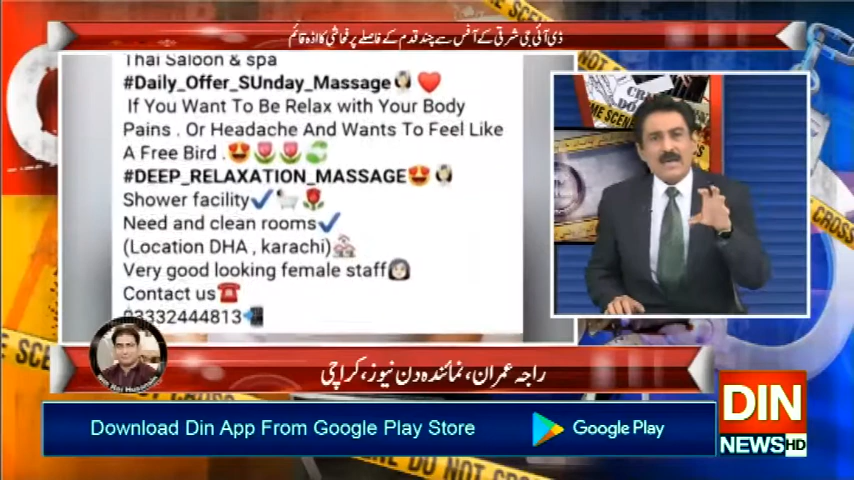 ڈی آئی جی شرقی کے آفس سے چند قدم کے فاصلے پر فحاشی کا اڈہ قائم
Thai Saloon & spa
#Daily_Offer_SUnday_Massage
If You Want To Be Relax with Your Body
Pains . Or Headache And Wants To Feel Like
A Free Bird .😍🌷🌷
#DEEP_RELAXATION_MASSAGE😍
Shower facility✔🌹
Need and clean rooms✔
(Location DHA , karachi)
Very good looking female staff
Contact us☎
03332444813📲
راجہ عمران، نمائندہ دن نیوز، کراچی
Download Din App From Google Play Store
Google Play
DIN
NEWS HD